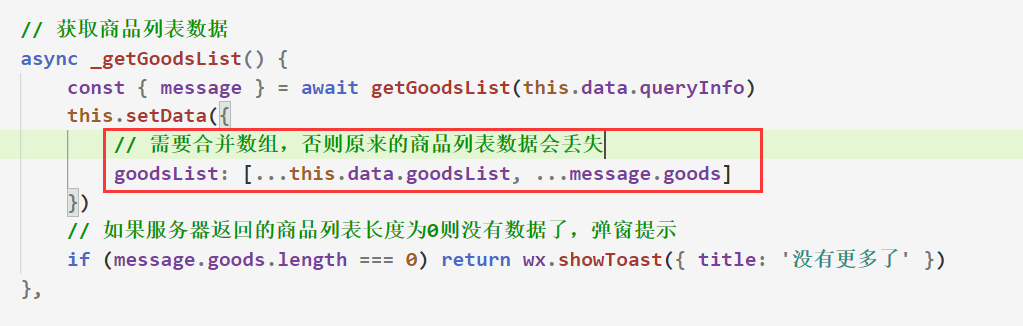 // 获取商品列表数据
async _getGoodsList() {
const { message } = await getGoodsList(this.data.queryInfo)
this.setData({
// 需要合并数组，否则原来的商品列表数据会丢失
goodsList: [...this.data.goodsList, ...message.goods]
})
// 如果服务器返回的商品列表长度为0则没有数据了，弹窗提示
if (message.goods.length === 0) return wx.showToast({ title: '没有更多了' })
},